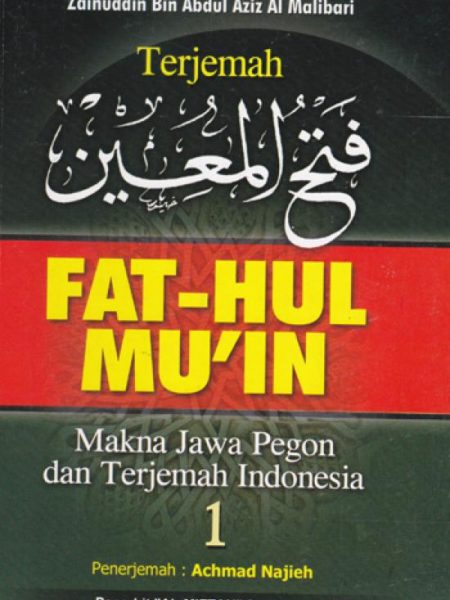 Zainuddin Bin Abdul Aziz Al Malibari
Terjemah
فتح المعين
FAT-HUL
MU'IN
Makna Jawa Pegon
dan Terjemah Indonesia
1
Penerjemah : Achmad Najieh